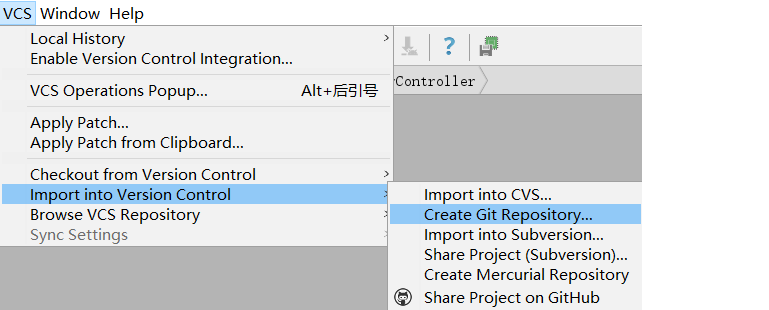 VCS Window Help
Local History
Enable Version Control Integration...
VCS Operations Popup... Alt+后引号
Apply Patch...
Apply Patch from Clipboard...
Checkout from Version Control
Import into Version Control
Browse VCS Repository
Sync Settings
?
Controller
Import into CVS...
Create Git Repository...
Import into Subversion...
Share Project (Subversion)...
Create Mercurial Repository
Share Project on GitHub